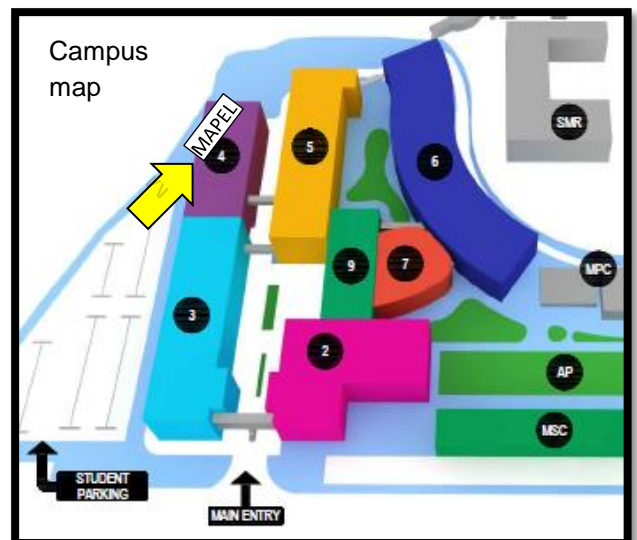 Campus
map
MAPEL
4
5
6
SMR
9
7
MPC
3
2
AP
MSC
STUDENT
PARKING
MAIN ENTRY